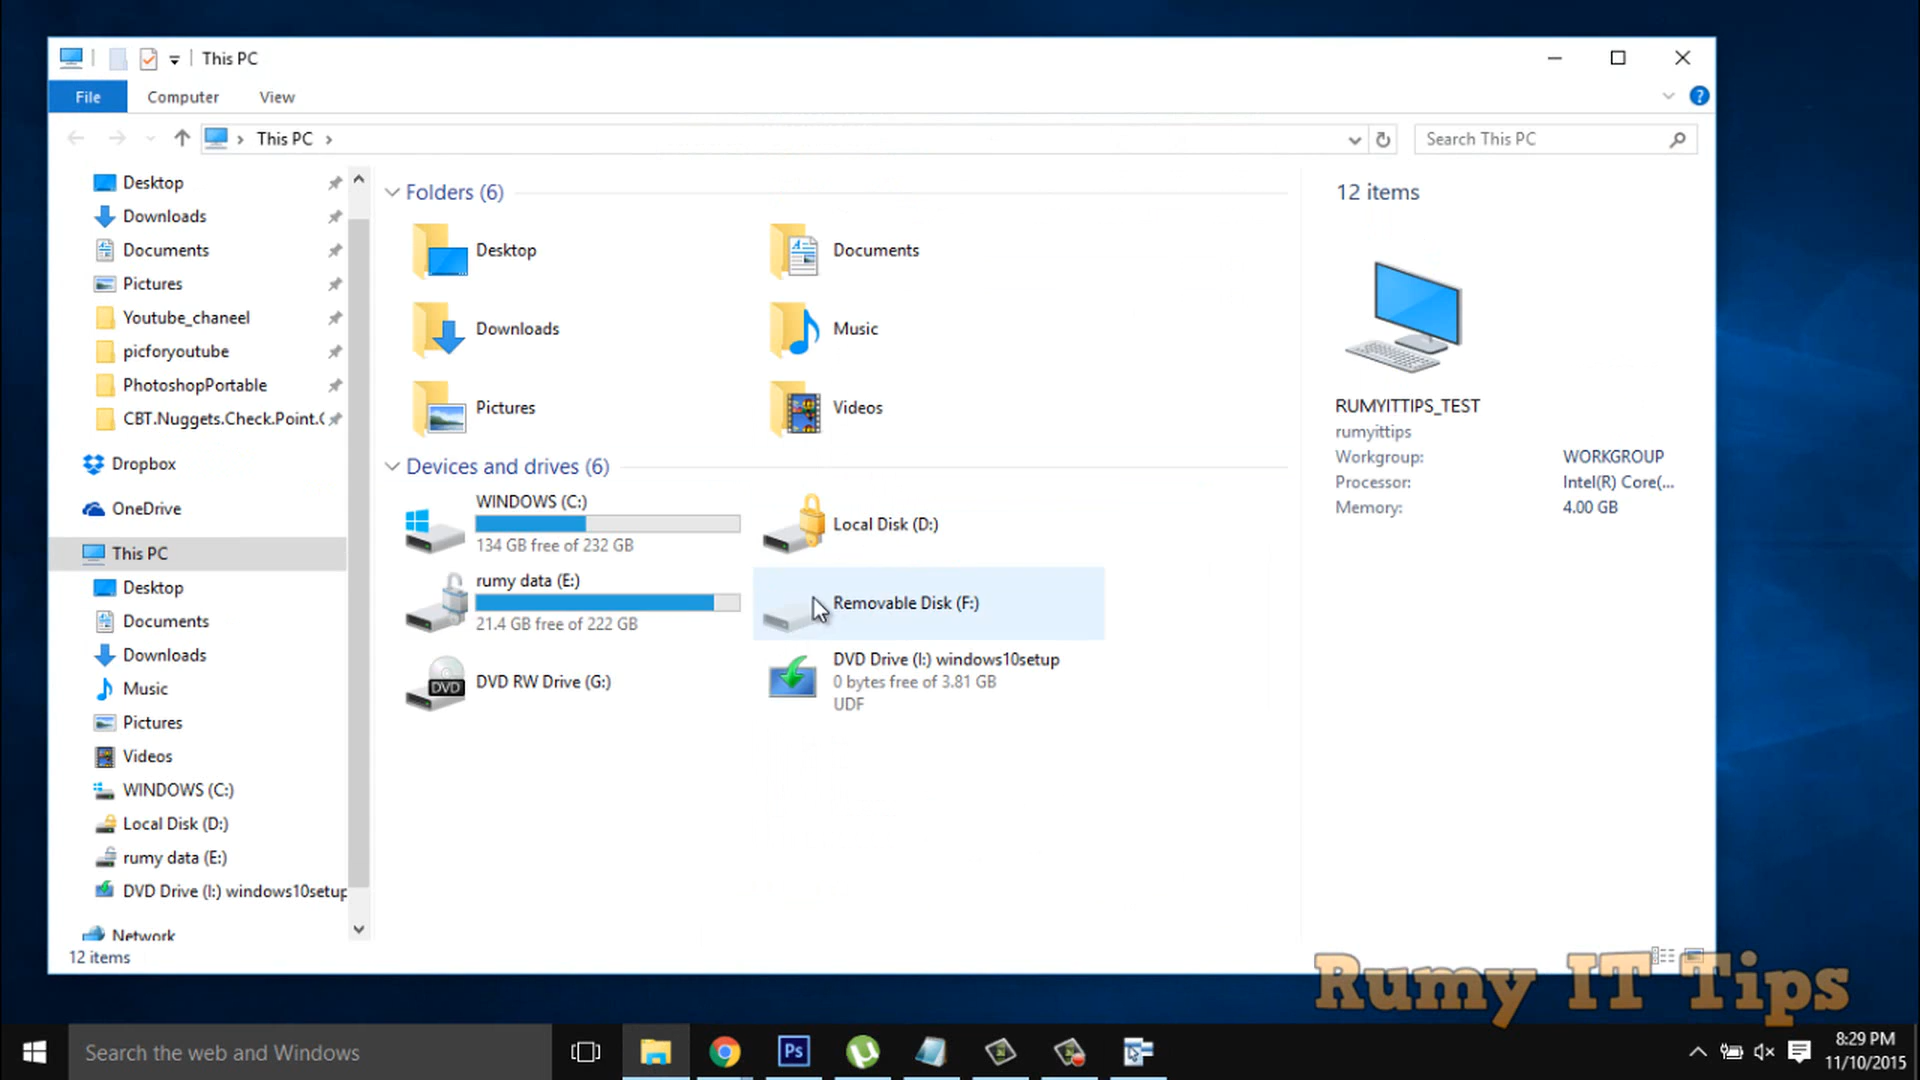 This PC
File Computer View
This PC
Search This PC
Desktop
Downloads
Documents
Pictures
Youtube_chaneel
picforyoutube
PhotoshopPortable
CBT.Nuggets.Check.Point.(
Dropbox
OneDrive
This PC
Desktop
Documents
Downloads
Music
Pictures
Videos
WINDOWS (C:)
Local Disk (D:)
rumy data (E:)
DVD Drive (I:) windows10setup
Network
12 items
Folders (6)
Desktop
Documents
Downloads
Music
Pictures
Videos
Devices and drives (6)
WINDOWS (C:)
134 GB free of 232 GB
Local Disk (D:)
rumy data (E:)
21.4 GB free of 222 GB
Removable Disk (F:)
DVD
DVD RW Drive (G:)
DVD Drive (I:) windows10setup
0 bytes free of 3.81 GB
UDF
12 items
RUMYITTIPS_TEST
rumyittips
Workgroup: WORKGROUP
Processor: Intel(R) Core(...
Memory: 4.00 GB
Rumy IT Tips
Search the web and Windows
Ps
8:29 PM
11/10/2015